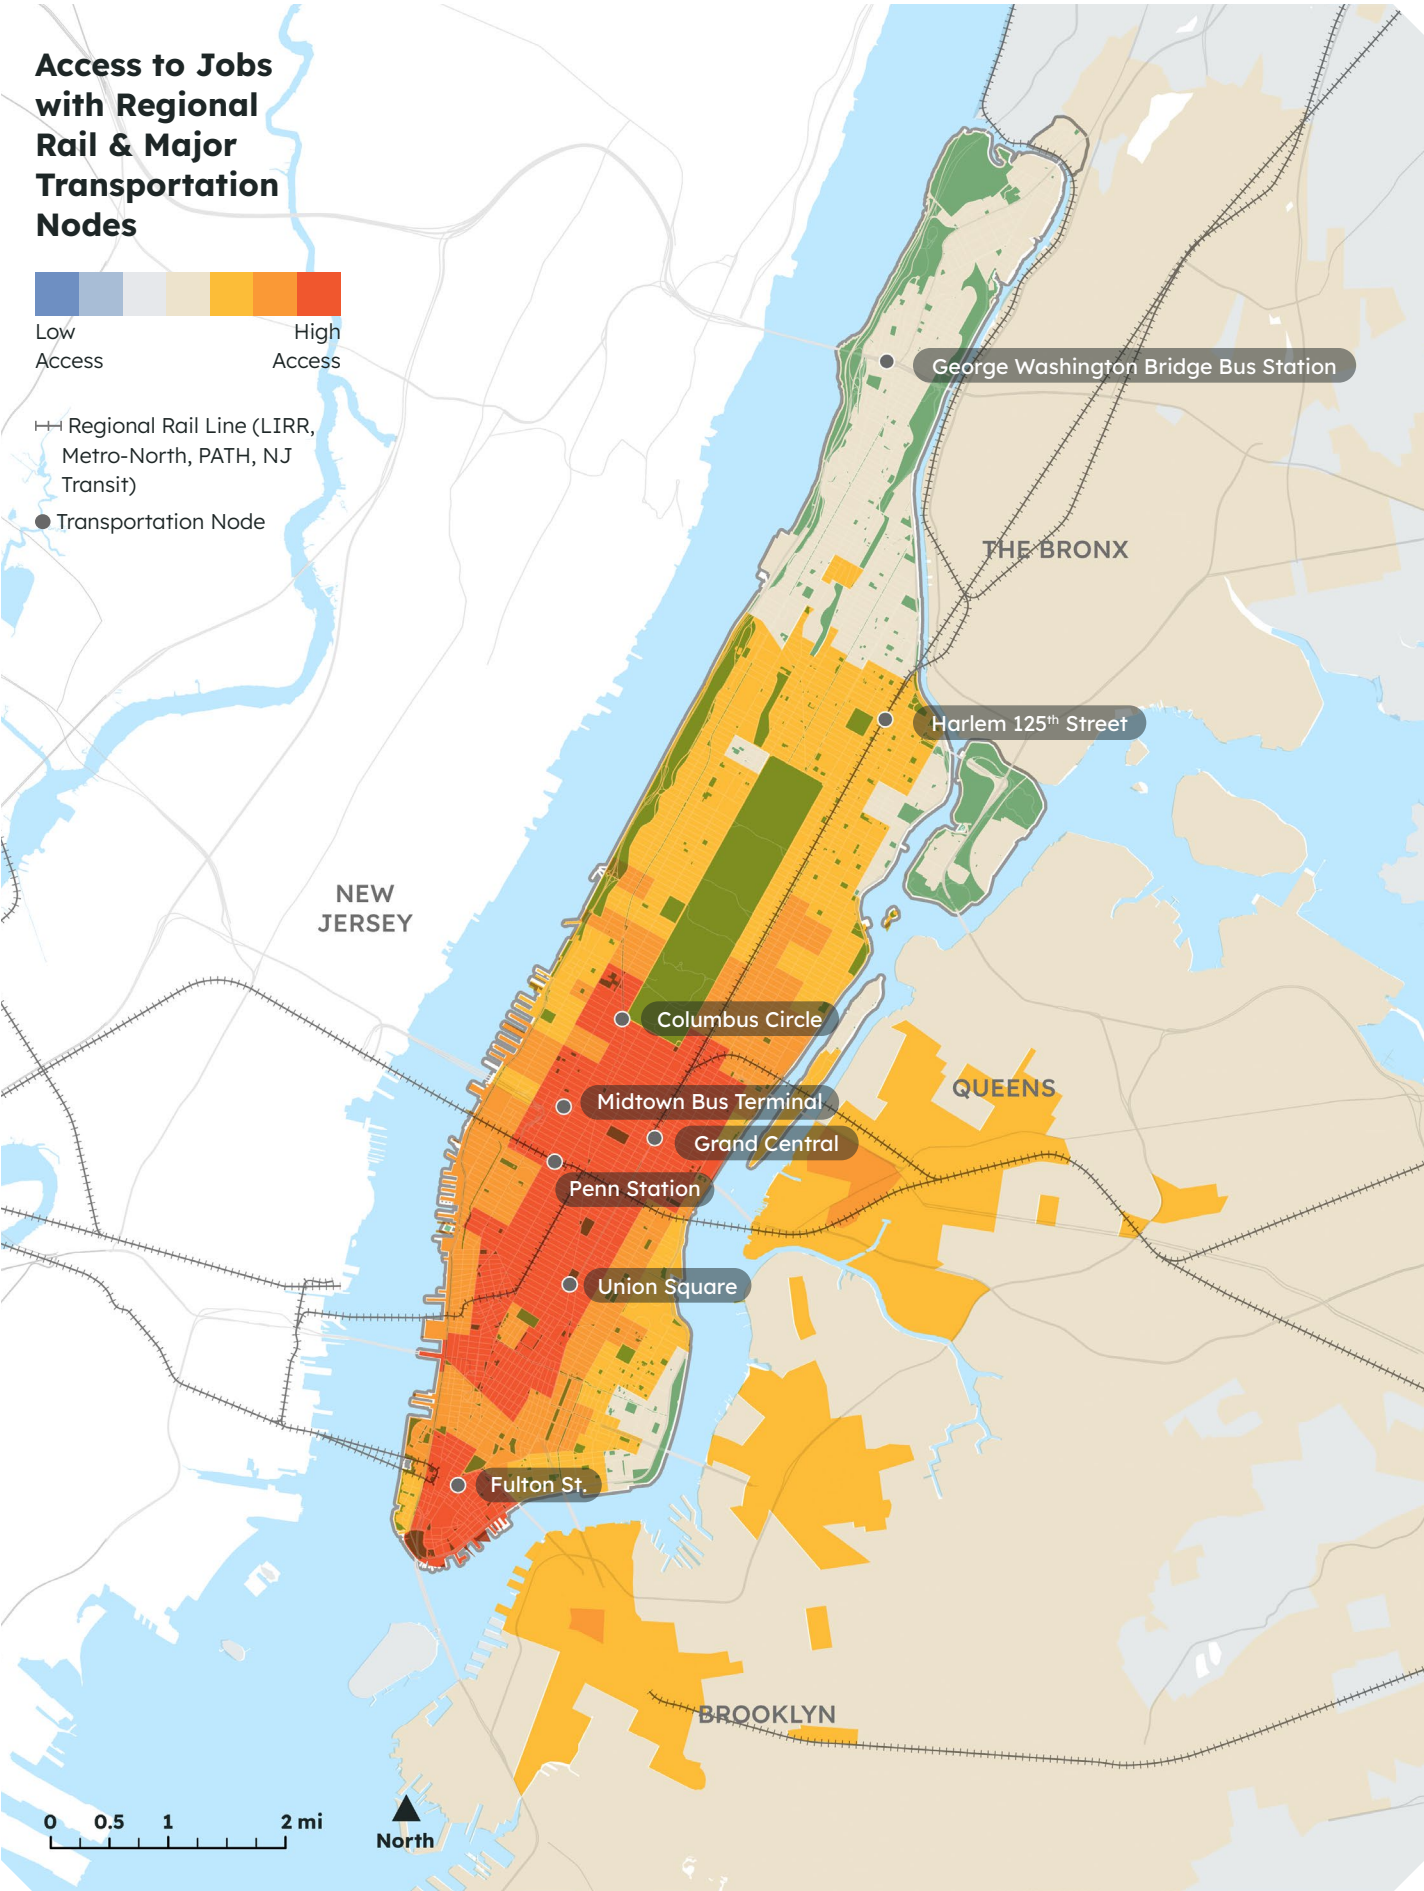 Access to Jobs
with Regional
Rail & Major
Transportation
Nodes
Low
Access
High
Access
Regional Rail Line (LIRR,
Metro-North, PATH, NJ
Transit)
Transportation Node
George Washington Bridge Bus Station
THE BRONX
Harlem 125th Street
NEW
JERSEY
Columbus Circle
QUEENS
Midtown Bus Terminal
Grand Central
Penn Station
Union Square
Fulton St.
BROOKLYN
0 0.5 1 2 mi
North